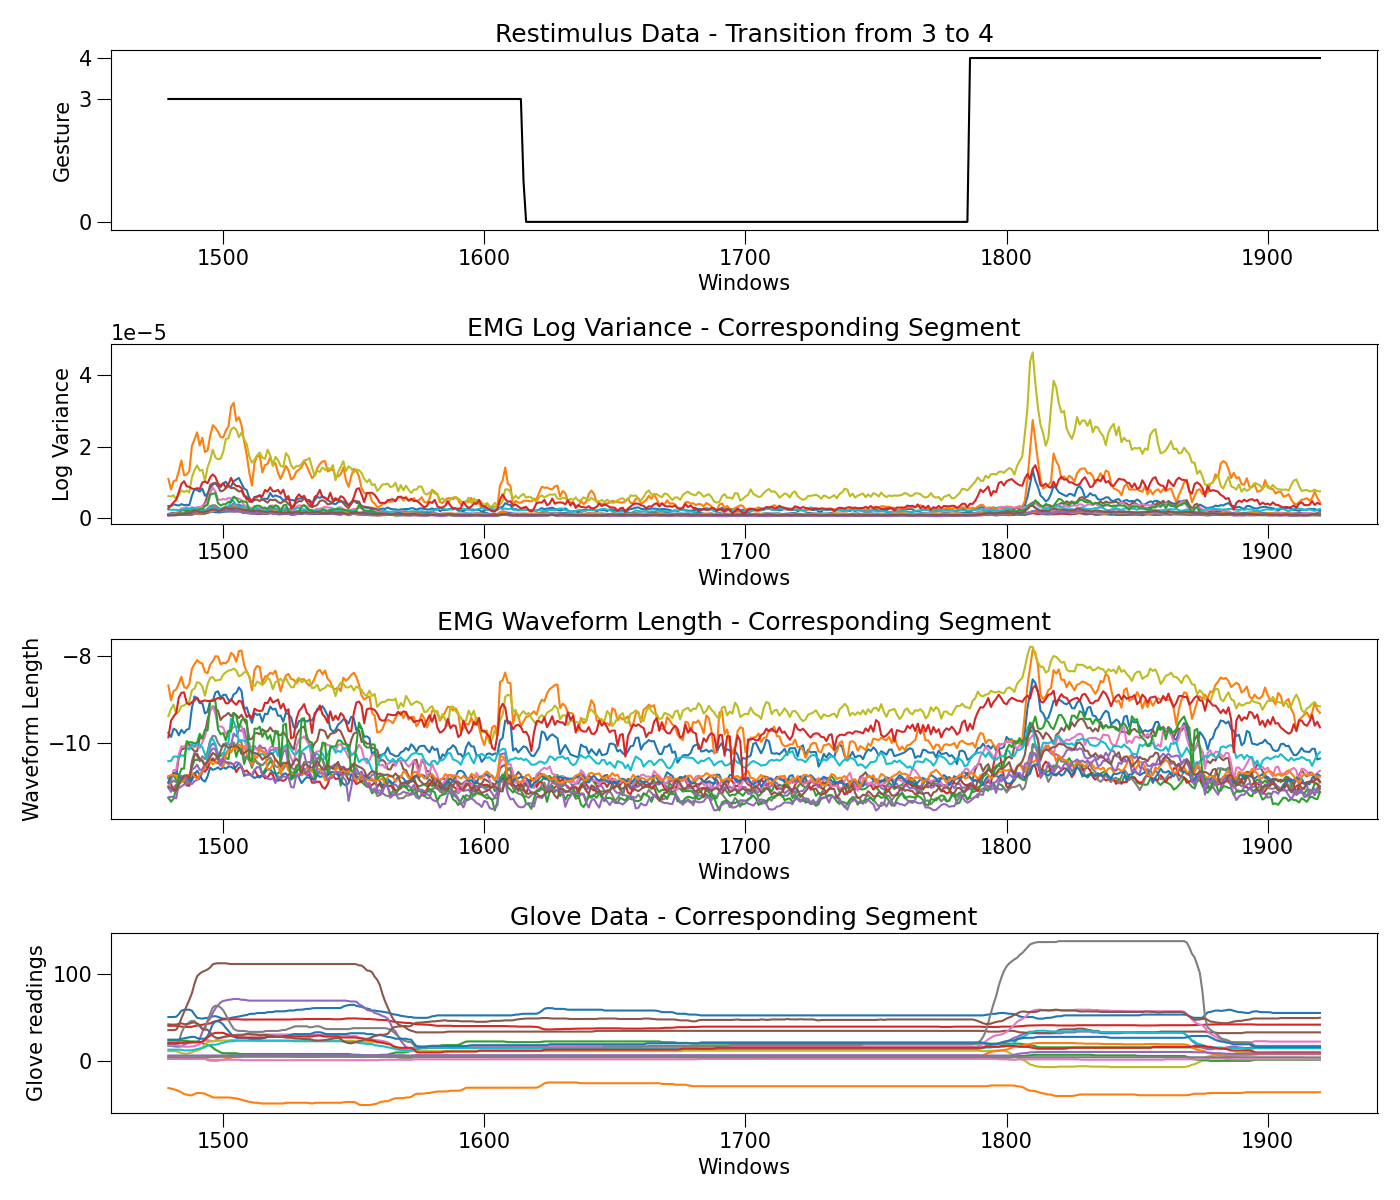 Restimulus Data - Transition from 3 to 4
4
3
0
Gesture
1500 1600 1700 1800 1900
Windows
EMG Log Variance - Corresponding Segment
1e−5
4
2
0
Log Variance
1500 1600 1700 1800 1900
Windows
EMG Waveform Length - Corresponding Segment
−8
−10
Waveform Length
1500 1600 1700 1800 1900
Windows
Glove Data - Corresponding Segment
100
0
Glove readings
1500 1600 1700 1800 1900
Windows